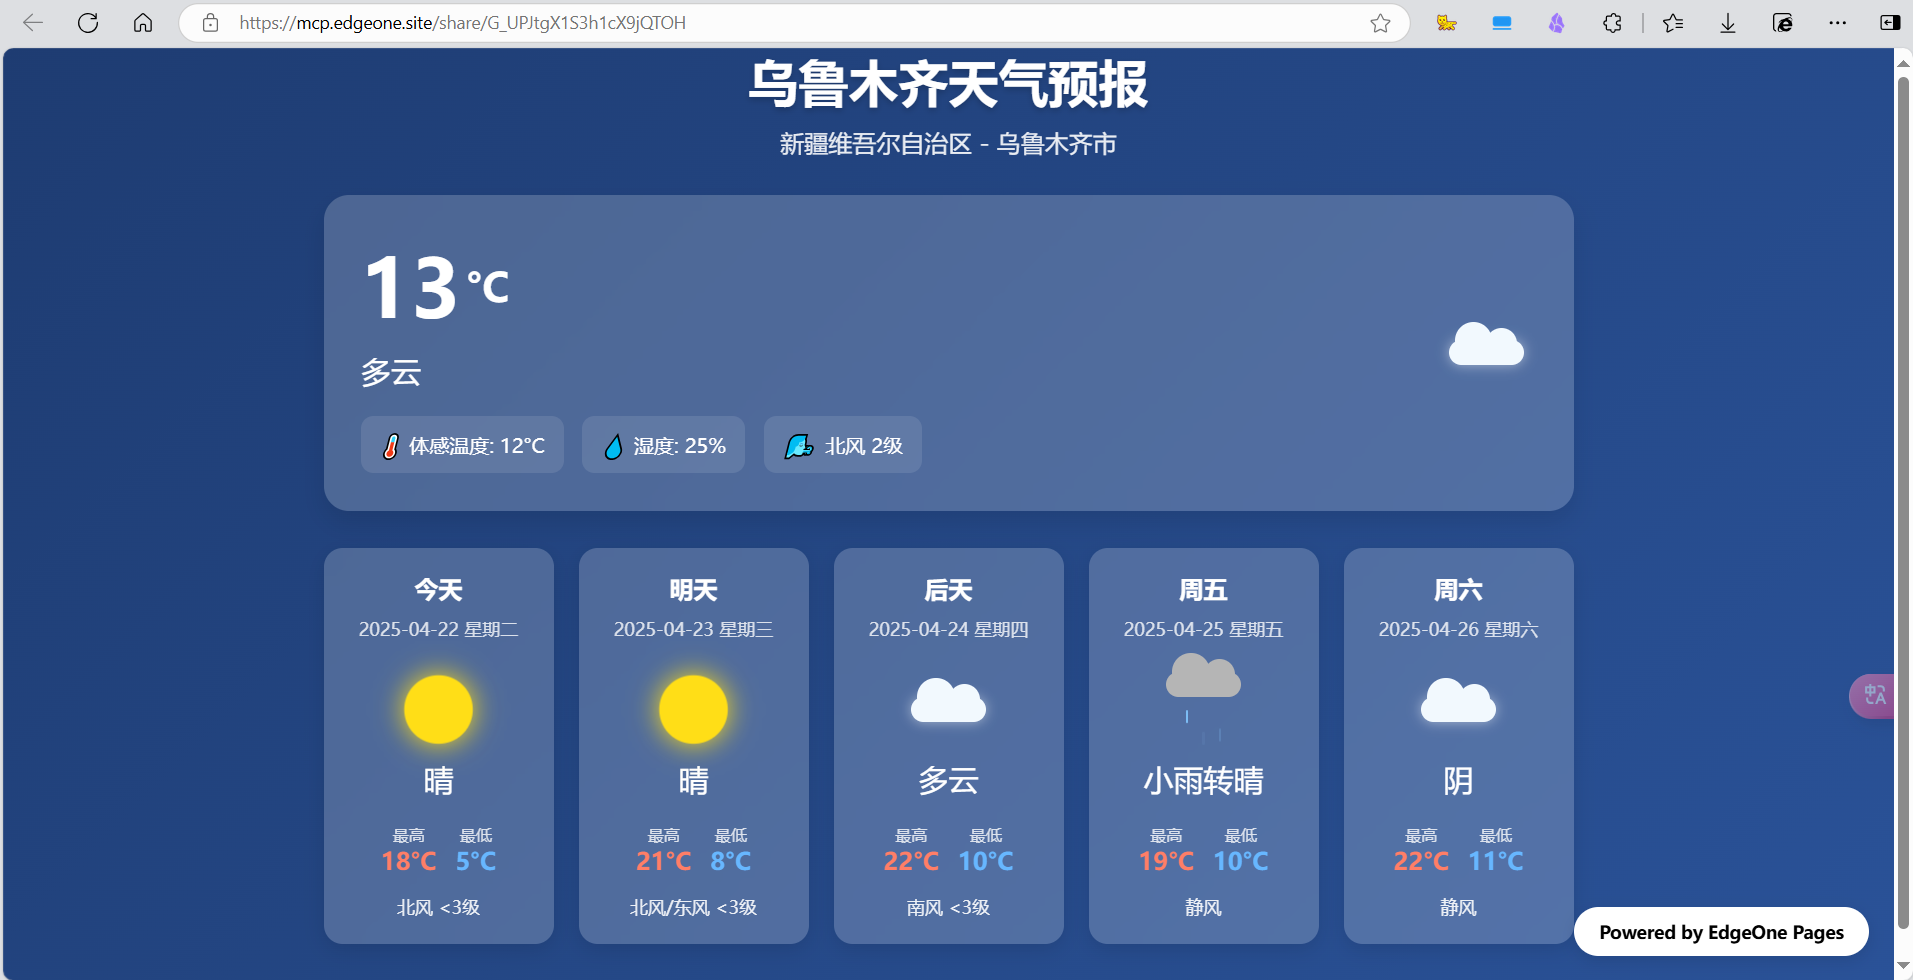 https://mcp.edgeone.site/share/G_UPJtgX1S3h1cX9jQTOH
乌鲁木齐天气预报
新疆维吾尔自治区 - 乌鲁木齐市
13°C
多云
体感温度: 12°C
湿度: 25%
北风 2级
今天
2025-04-22 星期二
晴
最高 最低
18°C 5°C
北风 <3级
明天
2025-04-23 星期三
晴
最高 最低
21°C 8°C
北风/东风 <3级
后天
2025-04-24 星期四
多云
最高 最低
22°C 10°C
南风 <3级
周五
2025-04-25 星期五
小雨转晴
最高 最低
19°C 10°C
静风
周六
2025-04-26 星期六
阴
最高 最低
22°C 11°C
静风
中A
Powered by EdgeOne Pages